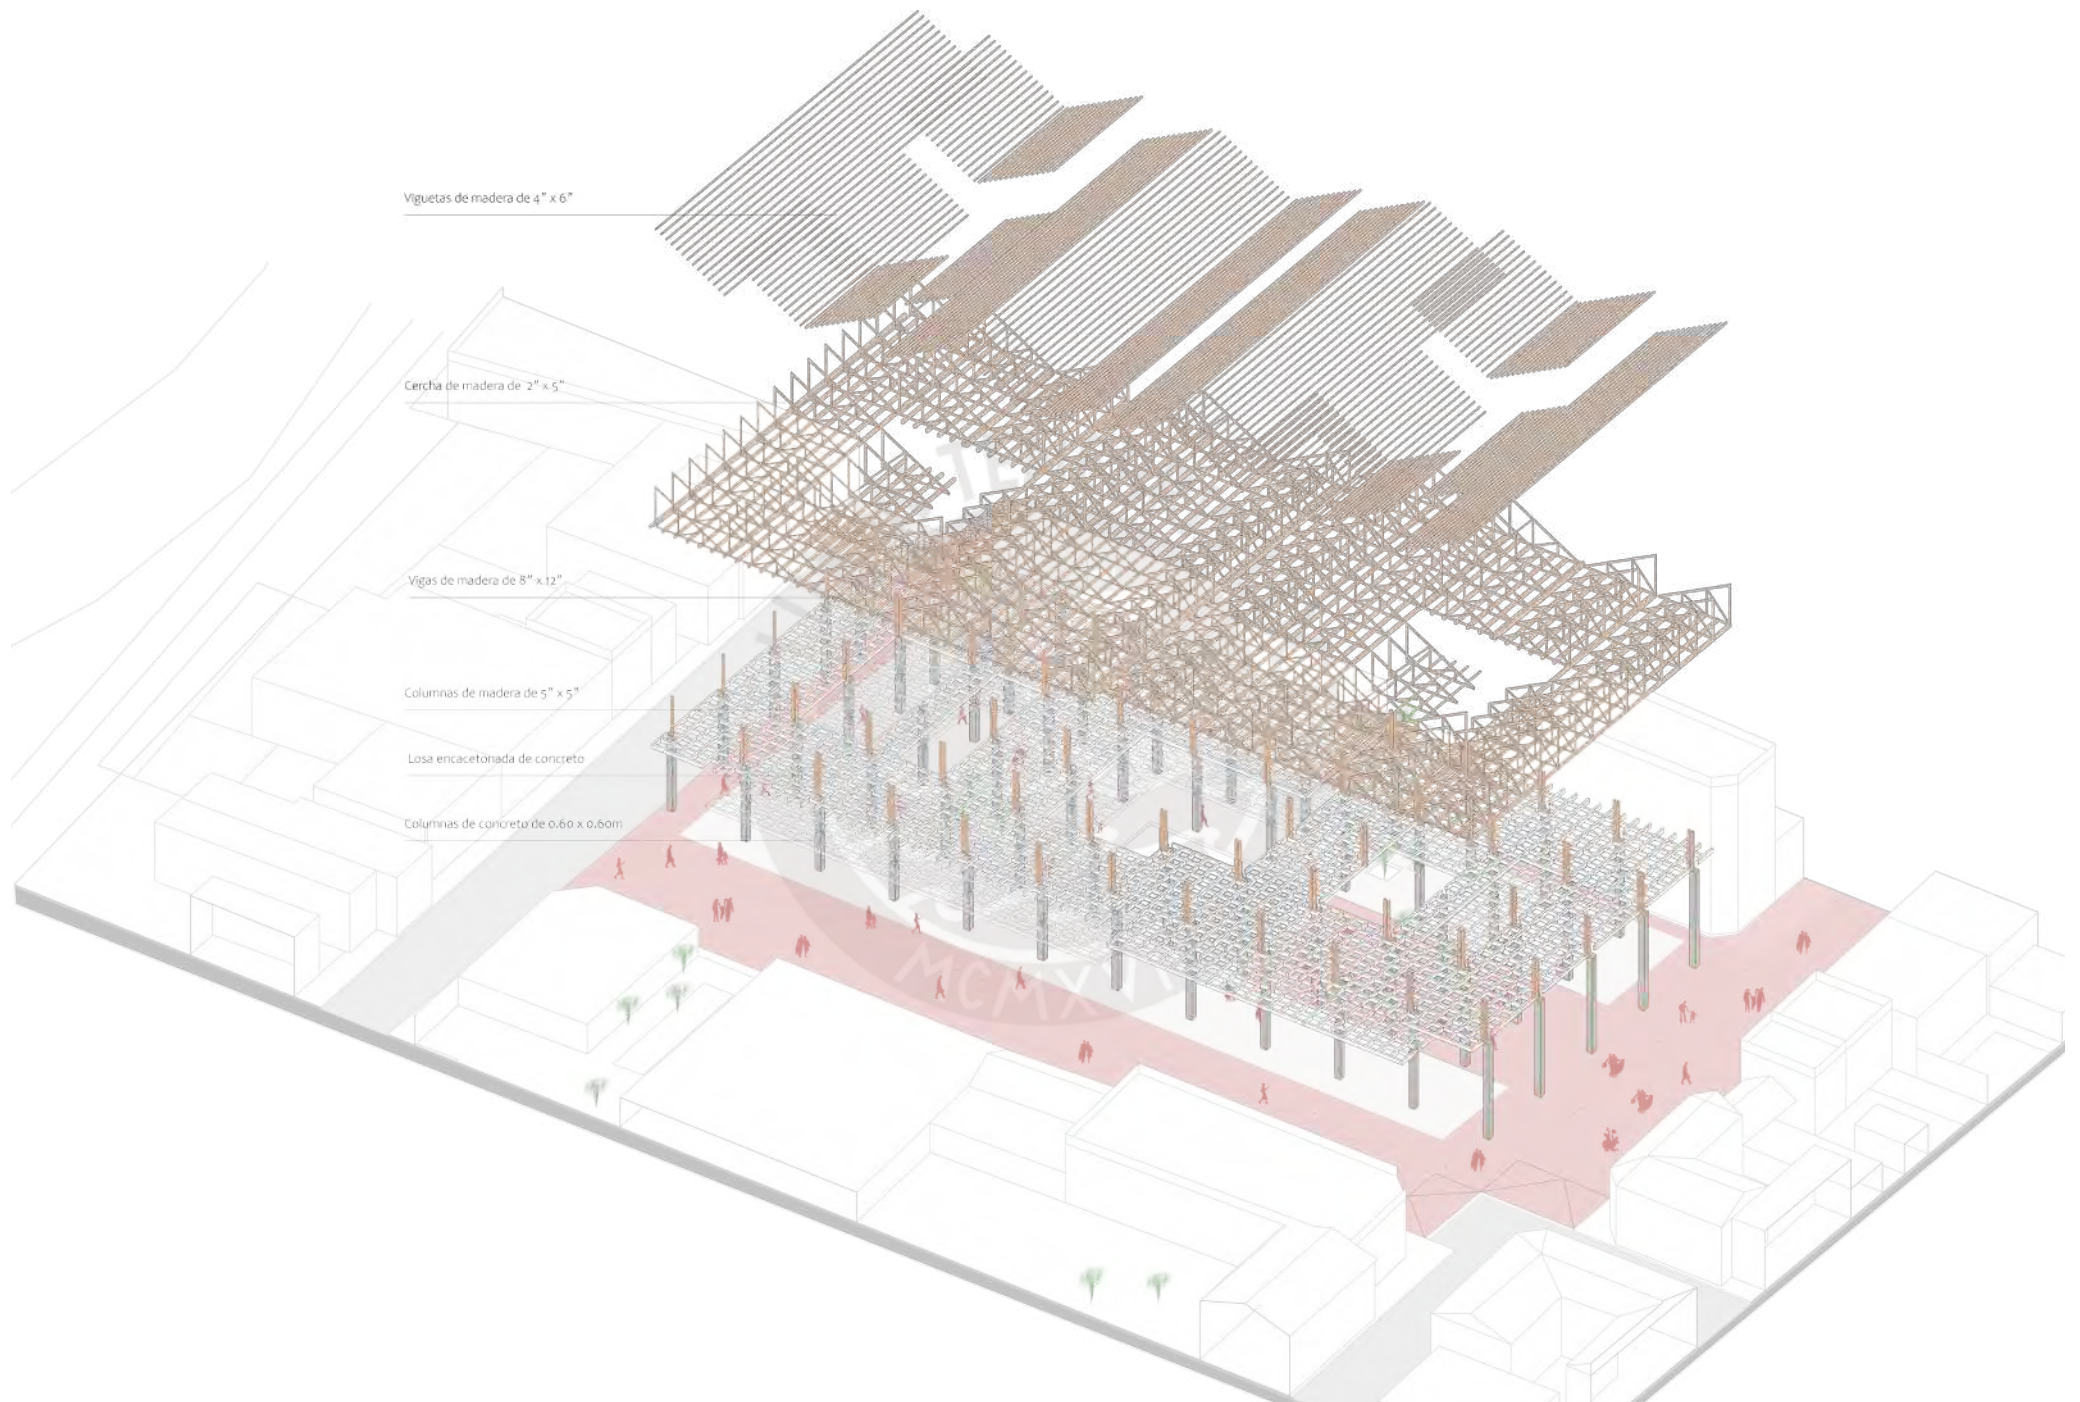 Viguetas de madera de 4" x 6"
Cercha de madera de 2" x 5"
Vigas de madera de 8" x 12"
Columnas de madera de 5" x 5"
Losa encacetonada de concreto
Columnas de concreto de 0.60 x 0.60m